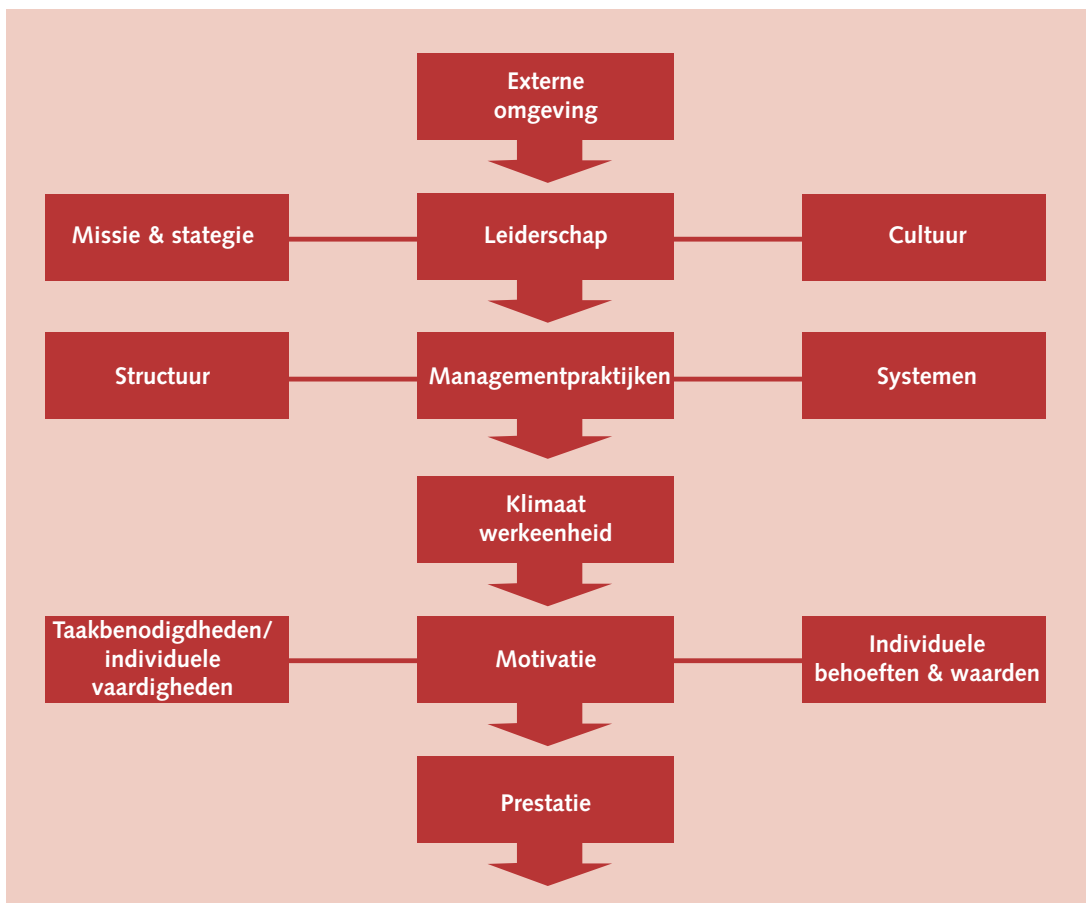 Externe
omgeving
Missie & stategie
Leiderschap
Cultuur
Structuur
Managementpraktijken
Systemen
Klimaat
werkeenheid
Taakbenodigdheden/
individuele
vaardigheden
Motivatie
Individuele
behoeften & waarden
Prestatie